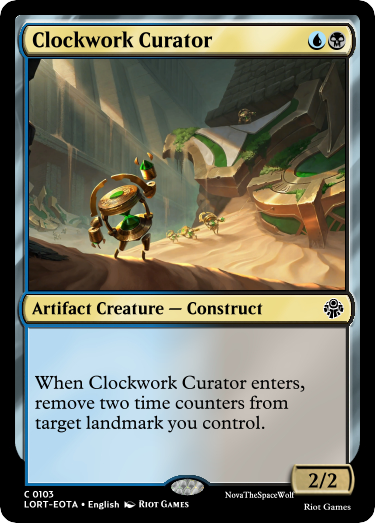 Clockwork Curator
Artifact Creature — Construct
When Clockwork Curator enters,
remove two time counters from
target landmark you control.
2/2
C 0103
LORT-EOTA • English Riot Games
NovaTheSpaceWolf
Riot Games